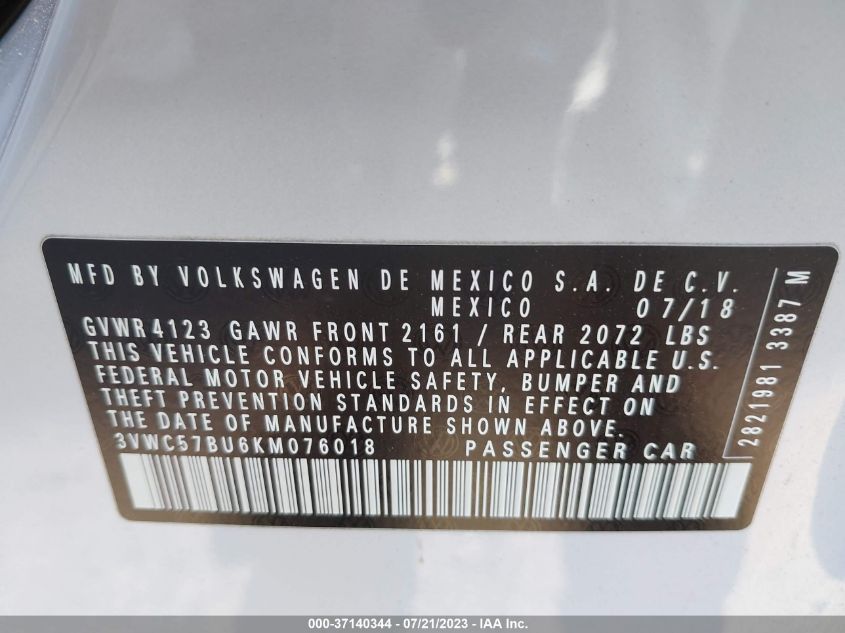 MFD BY VOLKSWAGEN DE MEXICO S.A. DE C.V.
MEXICO 07/18
GVWR 4123 GAWR FRONT 2161 / REAR 2072 LBS
THIS VEHICLE CONFORMS TO ALL APPLICABLE U.S.
FEDERAL MOTOR VEHICLE SAFETY, BUMPER AND
THEFT PREVENTION STANDARDS IN EFFECT ON
THE DATE OF MANUFACTURE SHOWN ABOVE.
3VWC57BU6KM076018 PASSENGER CAR
2821981 3387 M
000-37140344 / 07/21/2023 - IAA Inc.